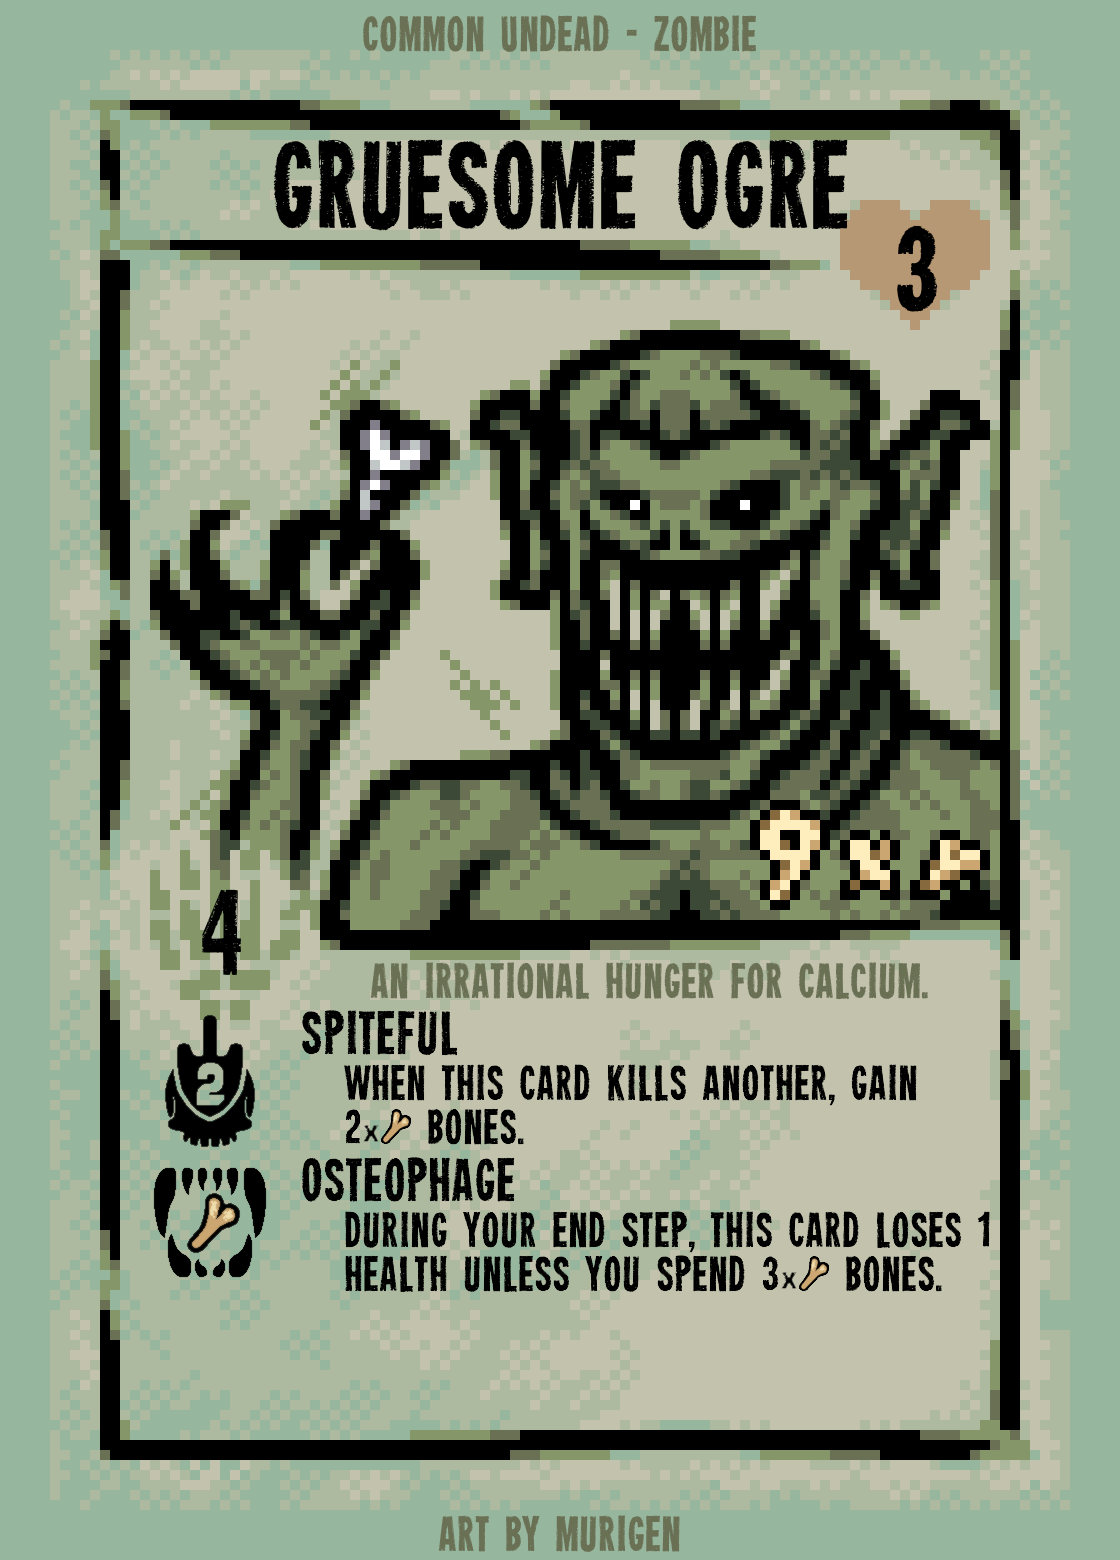 COMMON UNDEAD - ZOMBIE
GRUESOME OGRE
3
9 x
4
AN IRRATIONAL HUNGER FOR CALCIUM.
SPITEFUL
2
WHEN THIS CARD KILLS ANOTHER, GAIN
2x BONES.
OSTEOPHAGE
DURING YOUR END STEP, THIS CARD LOSES 1
HEALTH UNLESS YOU SPEND 3x BONES.
ART BY MURIGEN